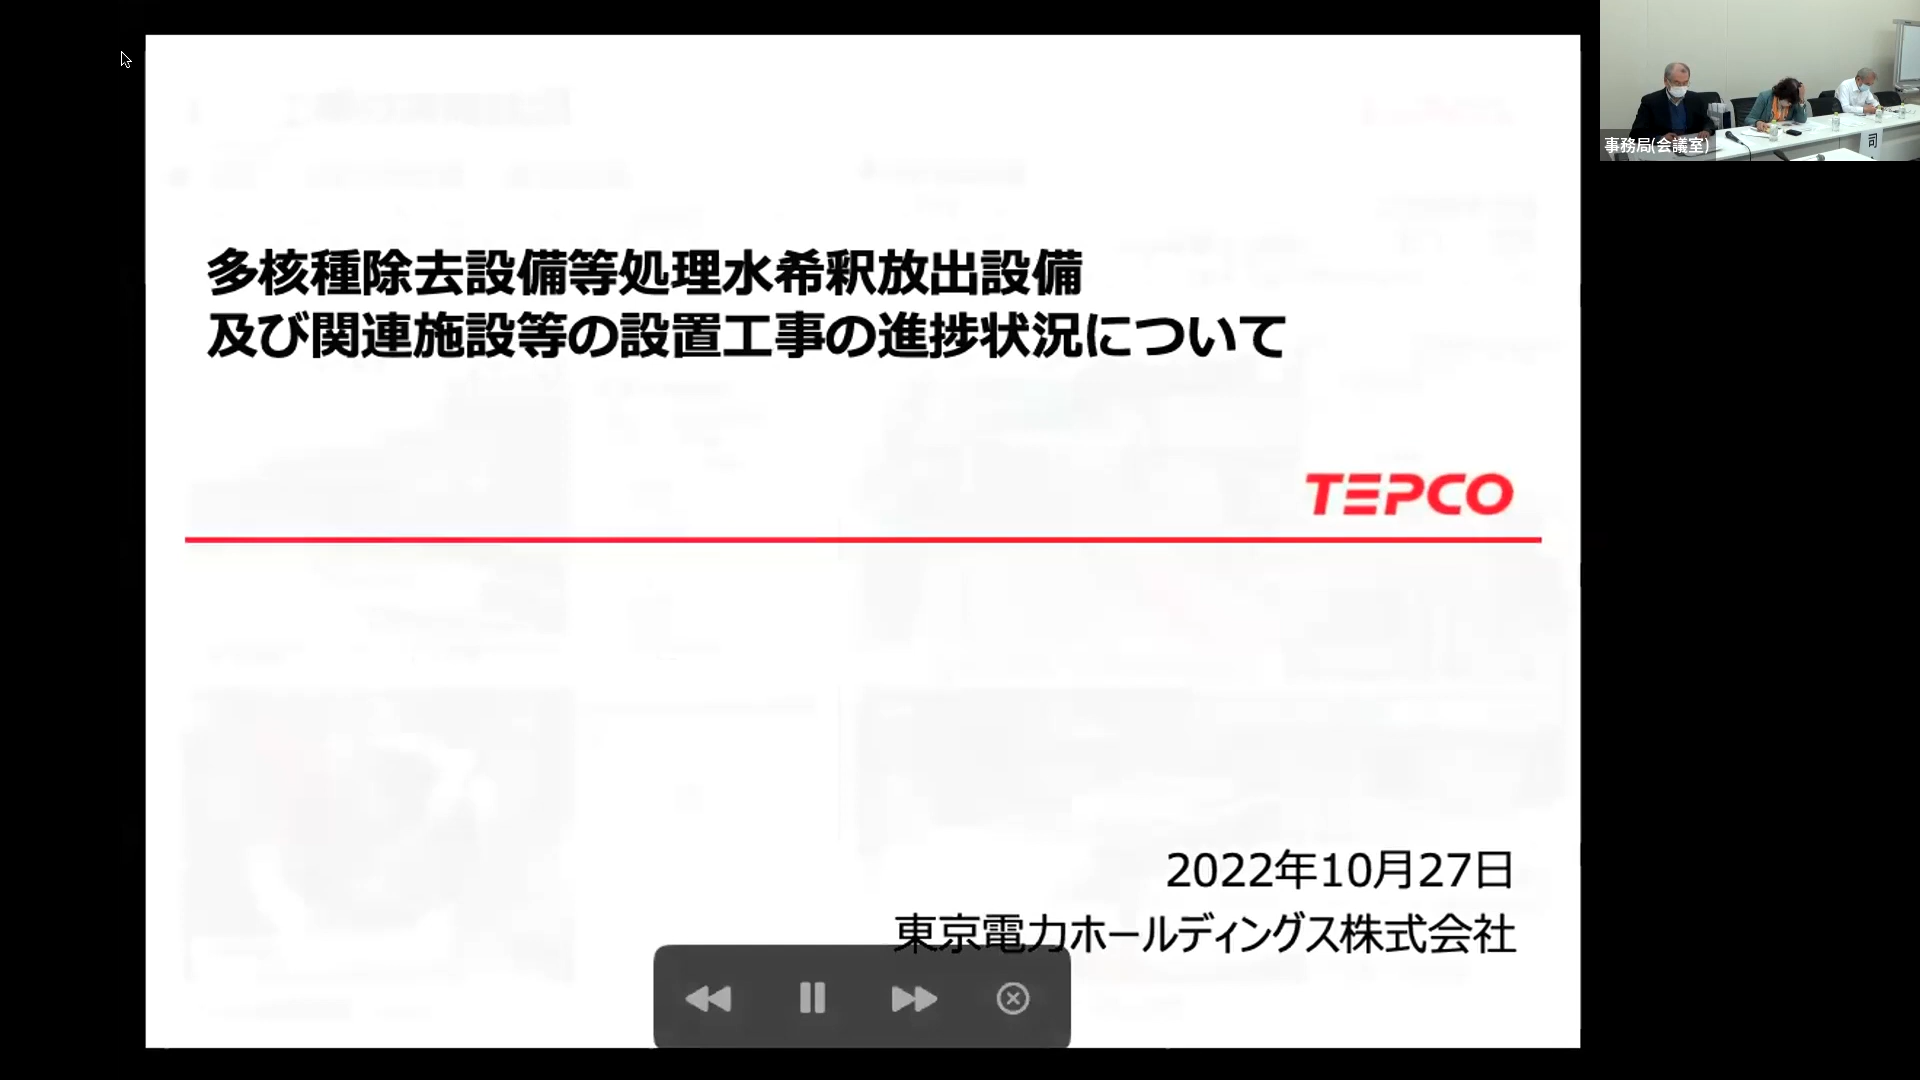 多核種除去設備等処理水希釈放出設備
及び関連施設等の設置工事の進捗状況について
TEPCO
2022年10月27日
東京電力ホールディングス株式会社
事務局(会議室)
司